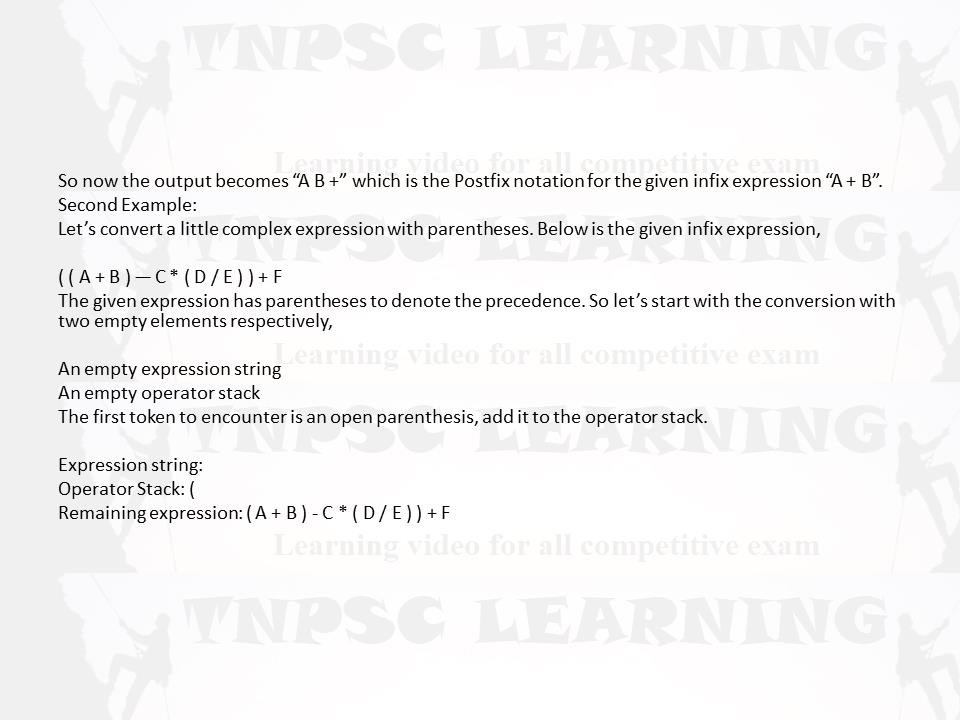 TNPSC LEARNING
Learning video for all competitive exam
So now the output becomes “A B +” which is the Postfix notation for the given infix expression “A + B”.
Second Example:
Let’s convert a little complex expression with parentheses. Below is the given infix expression,
( ( A + B ) — C * ( D / E ) ) + F
The given expression has parentheses to denote the precedence. So let’s start with the conversion with
two empty elements respectively,
TNPSC LEARNING
Learning video for all competitive exam
An empty expression string
An empty operator stack
The first token to encounter is an open parenthesis, add it to the operator stack.
TNPSC LEARNING
Expression string:
Operator Stack: (
Remaining expression: ( A + B ) - C * ( D / E ) ) + F
Learning video for all competitive exam
TNPSC LEARNING